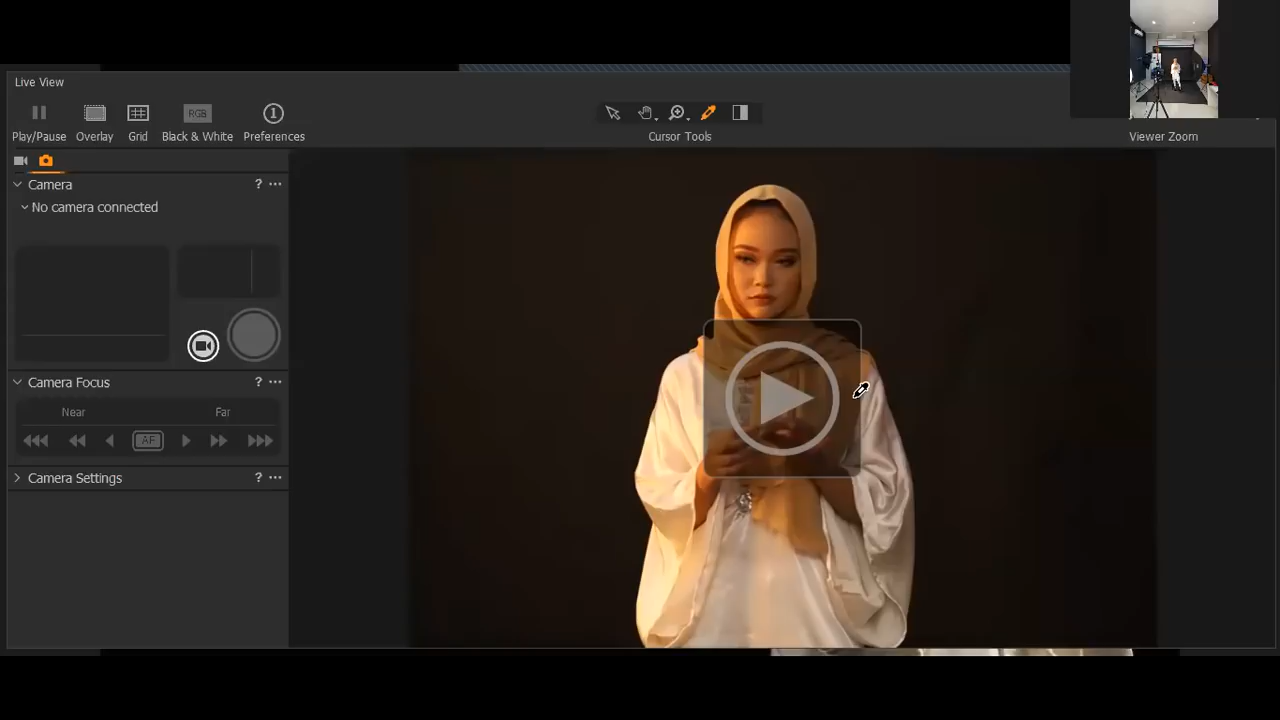 Live View
Play/Pause Overlay Grid Black & White Preferences Cursor Tools Viewer Zoom
RGB
Camera ? ...
No camera connected
Camera Focus ? ...
Near Far
AF
Camera Settings ? ...